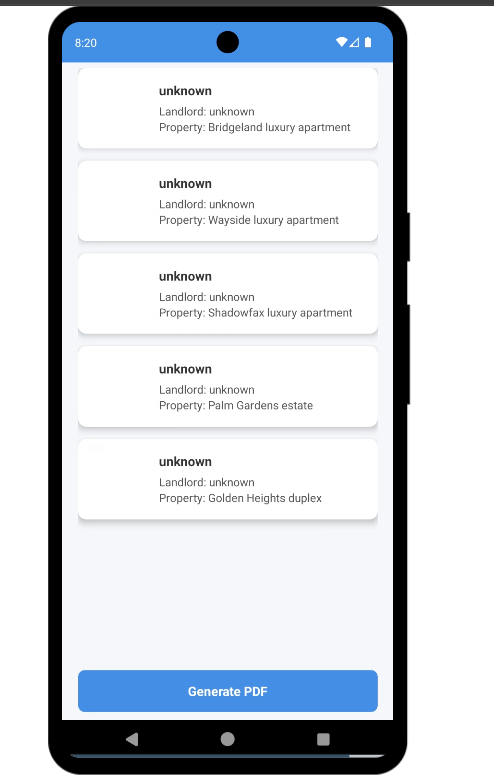 8:20
unknown
Landlord: unknown
Property: Bridgeland luxury apartment
unknown
Landlord: unknown
Property: Wayside luxury apartment
unknown
Landlord: unknown
Property: Shadowfax luxury apartment
unknown
Landlord: unknown
Property: Palm Gardens estate
unknown
Landlord: unknown
Property: Golden Heights duplex
Generate PDF